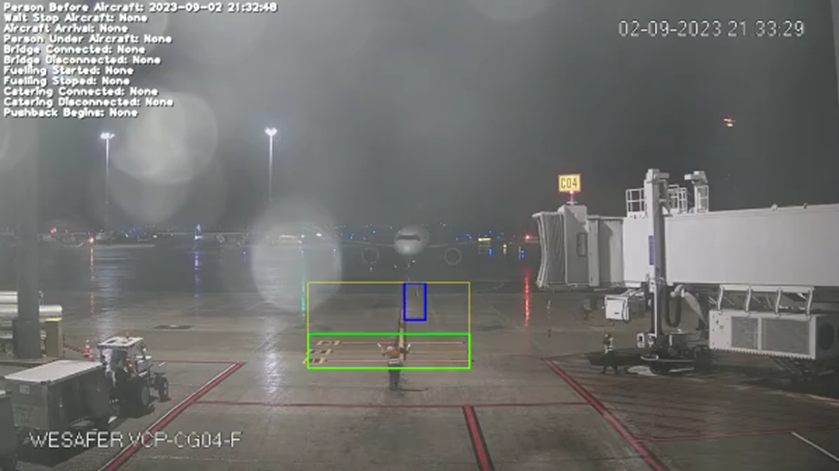 Person Before Aircraft: 2023-09-02 21:32:48
Wait Stop Aircraft: None
Aircraft Arrival: None
Person Under Aircraft: None
Bridge Connected: None
Bridge Disconnected: None
Fuelling Started: None
Fuelling Stoped: None
Catering Connected: None
Catering Disconnected: None
Pushback Begins: None
02-09-2023 21:33:29
C04
WESAFER VCP-CG04-F